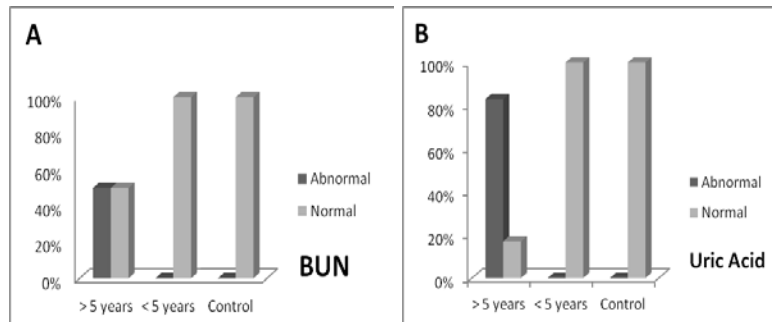 A
100%
80%
60%
40%
20%
0%
> 5 years < 5 years Control
Abnormal
Normal
BUN
B
100%
80%
60%
40%
20%
0%
> 5 years < 5 years Control
Abnormal
Normal
Uric Acid